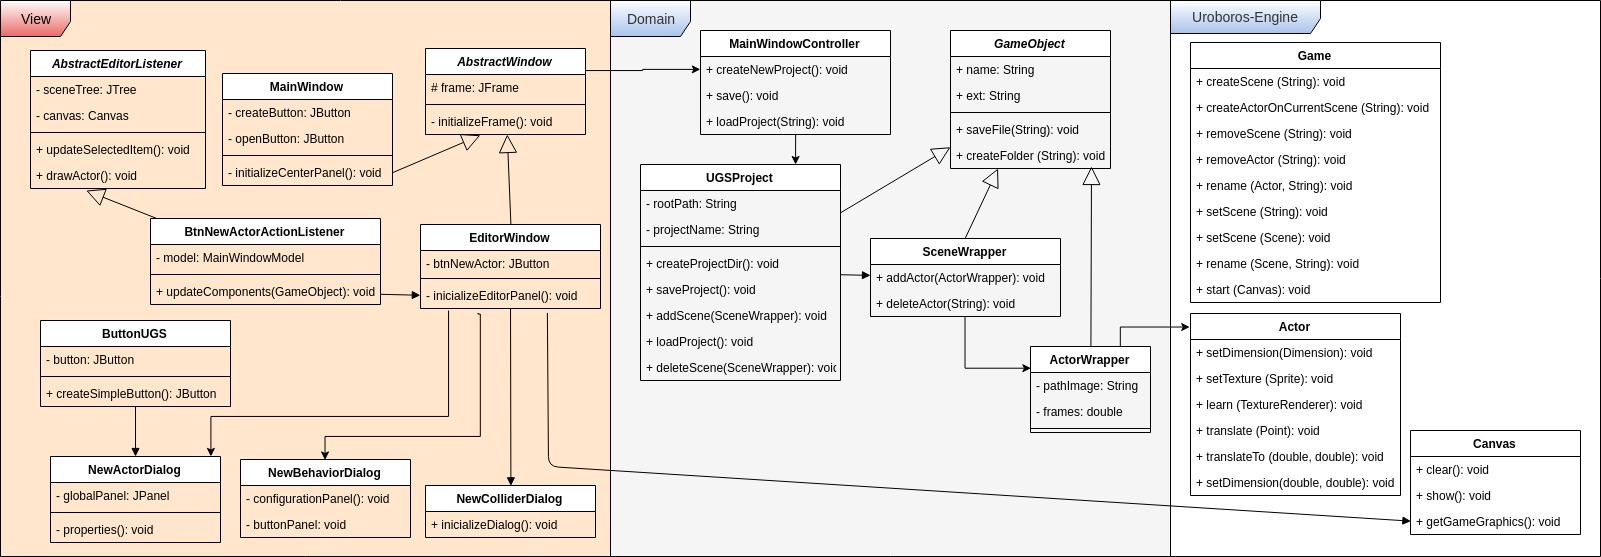 View
AbstractEditorListener
- sceneTree: JTree
- canvas: Canvas
+ updateSelectedItem(): void
+ drawActor(): void
MainWindow
- createButton: JButton
- openButton: JButton
- initializeCenterPanel(): void
AbstractWindow
# frame: JFrame
- initializeFrame(): void
BtnNewActorActionListener
- model: MainWindowModel
+ updateComponents(GameObject): void
EditorWindow
- btnNewActor: JButton
- inicializeEditorPanel(): void
ButtonUGS
- button: JButton
+ createSimpleButton(): JButton
NewActorDialog
- globalPanel: JPanel
- properties(): void
NewBehaviorDialog
- configurationPanel(): void
- buttonPanel: void
NewColliderDialog
+ inicializeDialog(): void
Domain
MainWindowController
+ createNewProject(): void
+ save(): void
+ loadProject(String): void
GameObject
+ name: String
+ ext: String
+ saveFile(String): void
+ createFolder (String): void
UGSProject
- rootPath: String
- projectName: String
+ createProjectDir(): void
+ saveProject(): void
+ addScene(SceneWrapper): void
+ loadProject(): void
+ deleteScene(SceneWrapper): voic
SceneWrapper
+ addActor(ActorWrapper): void
+ deleteActor(String): void
ActorWrapper
- pathImage: String
- frames: double
Uroboros-Engine
Game
+ createScene (String): void
+ createActorOnCurrentScene (String): void
+ removeScene (String): void
+ removeActor (String): void
+ rename (Actor, String): void
+ setScene (String): void
+ setScene (Scene): void
+ rename (Scene, String): void
+ start (Canvas): void
Actor
+ setDimension(Dimension): void
+ setTexture (Sprite): void
+ learn (TextureRenderer): void
+ translate (Point): void
+ translateTo (double, double): void
+ setDimension(double, double): void
Canvas
+ clear(): void
+ show(): void
+ getGameGraphics(): void